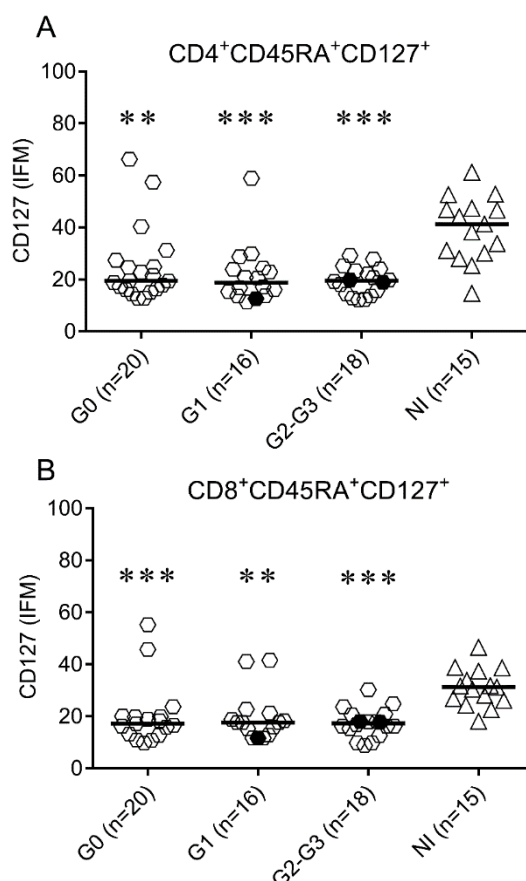 A
CD4⁺CD45RA⁺CD127⁺
100
80
60
40
20
0
CD127 (IFM)
** *** ***
G0 (n=20) G1 (n=16) G2-G3 (n=18) NI (n=15)
B
CD8⁺CD45RA⁺CD127⁺
100
80
60
40
20
0
CD127 (IFM)
*** ** ***
G0 (n=20) G1 (n=16) G2-G3 (n=18) NI (n=15)